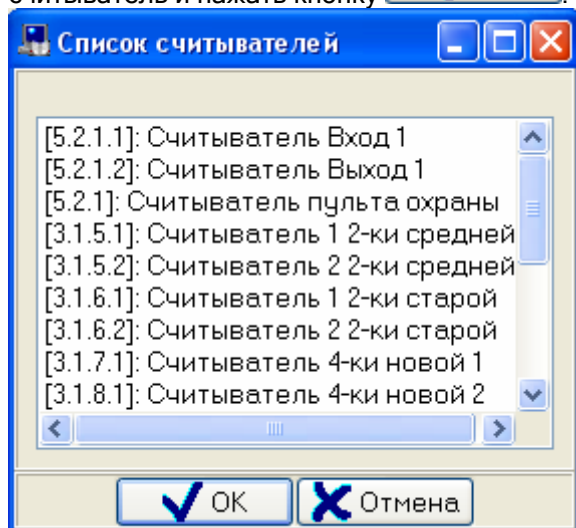 считыватель и нажать кнопку .
Список считывателей
[5.2.1.1]: Считыватель Вход 1
[5.2.1.2]: Считыватель Выход 1
[5.2.1]: Считыватель пульта охраны
[3.1.5.1]: Считыватель 1 2-ки средней
[3.1.5.2]: Считыватель 2 2-ки средней
[3.1.6.1]: Считыватель 1 2-ки старой
[3.1.6.2]: Считыватель 2 2-ки старой
[3.1.7.1]: Считыватель 4-ки новой 1
[3.1.8.1]: Считыватель 4-ки новой 2
OK Отмена